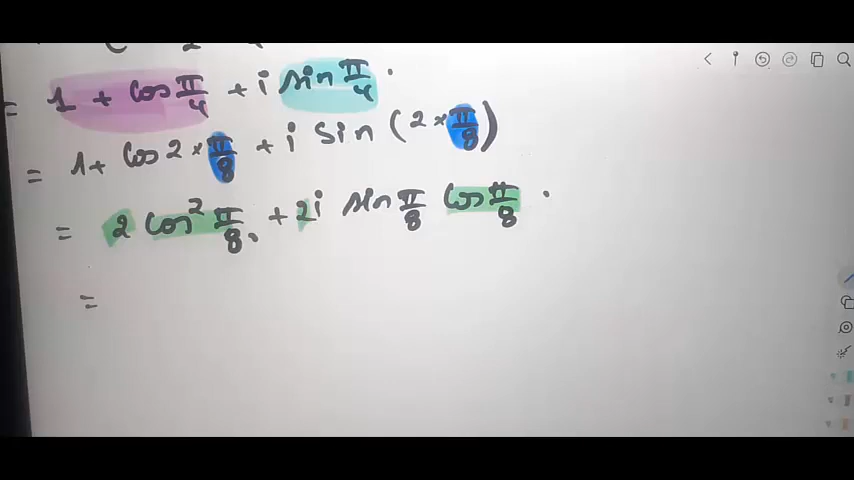 = 1 + cos π/4 + i sin π/4 .
= 1 + cos 2 × π/8 + i sin (2 × π/8)
= 2 cos² π/8 . + 2i sin π/8 cos π/8 .
=